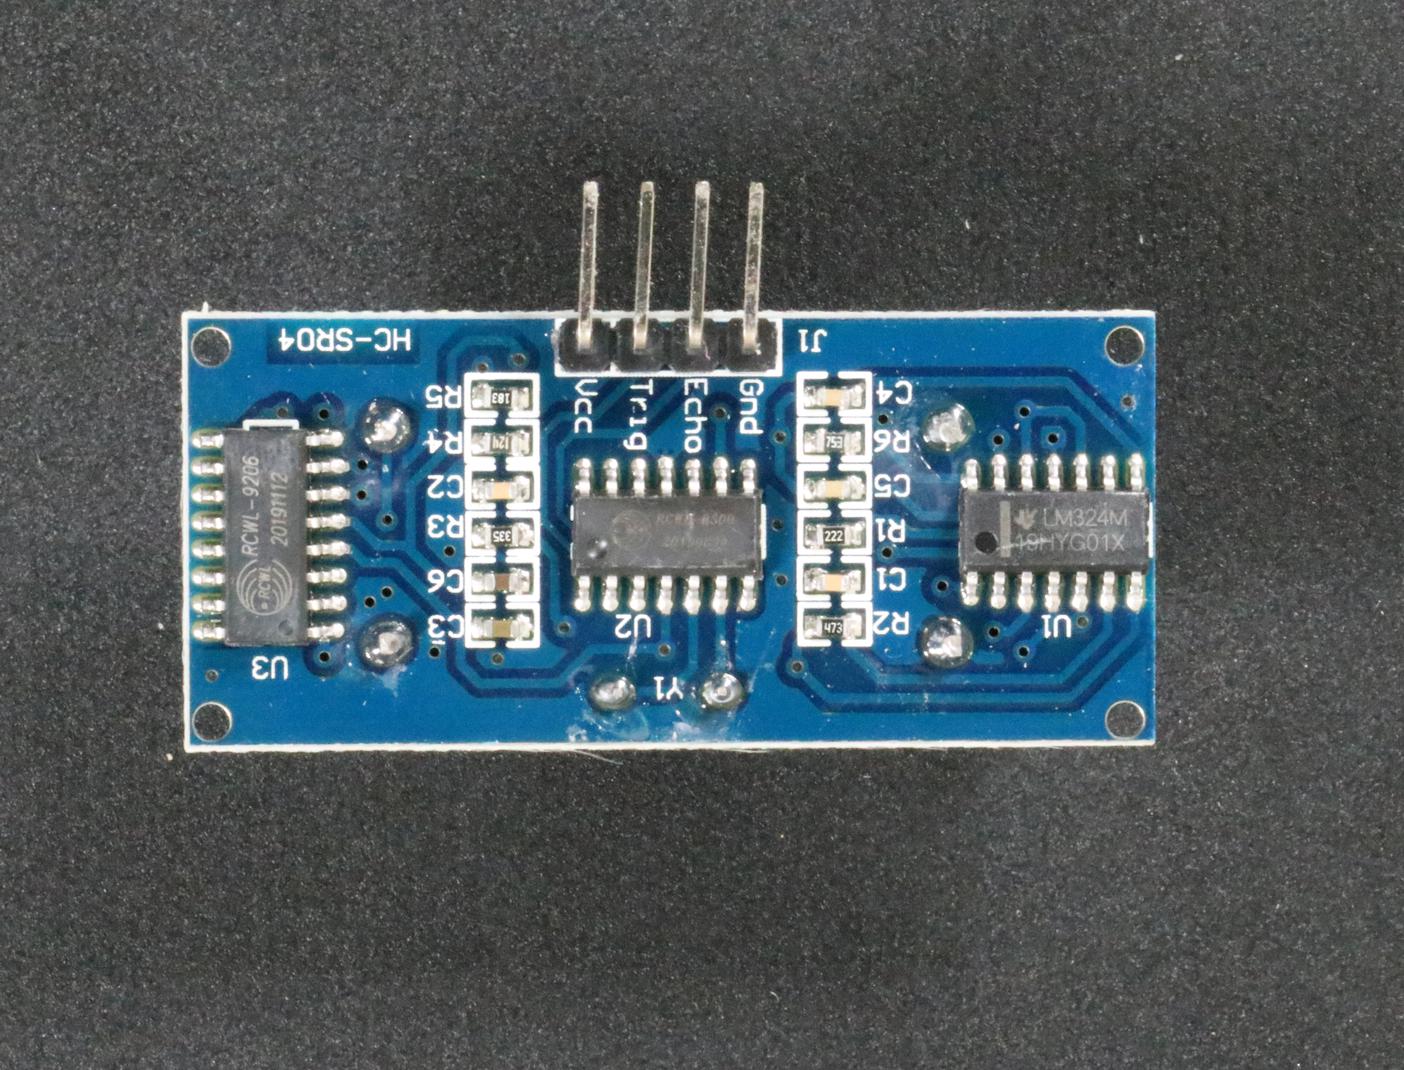 HC-SR04
J1
Vcc
Trig
Echo
Gnd
R5
183
R4
124
C2
R3
335
C6
C3
C4
R6
753
C5
R1
222
C1
R2
473
RCWL-9206
20191112
RCWL
U3
U2
Y1
LM324M
19HYG01X
U1